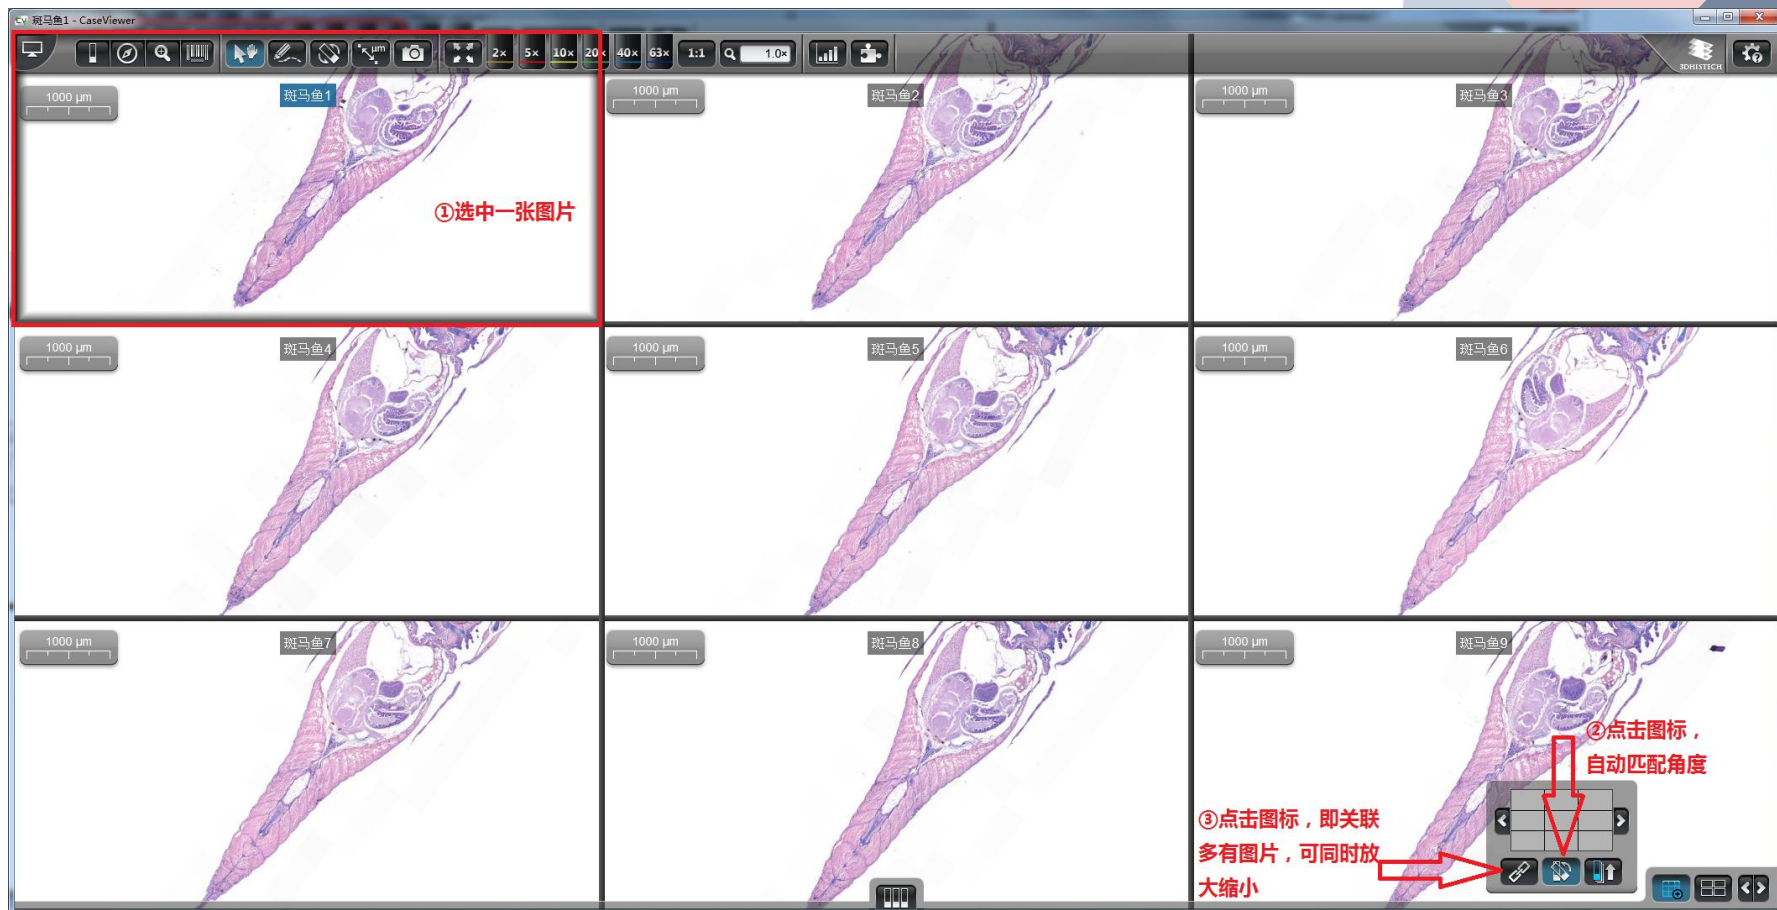 斑马鱼1 - CaseViewer
µm 2× 5× 10× 20× 40× 63× 1:1 1.0× 3DHISTECH
1000 µm 斑马鱼1 1000 µm 斑马鱼2 1000 µm 斑马鱼3
①选中一张图片
1000 µm 斑马鱼4 1000 µm 斑马鱼5 1000 µm 斑马鱼6
1000 µm 斑马鱼7 1000 µm 斑马鱼8 1000 µm 斑马鱼9
②点击图标，
自动匹配角度
③点击图标，即关联
多有图片，可同时放
大缩小